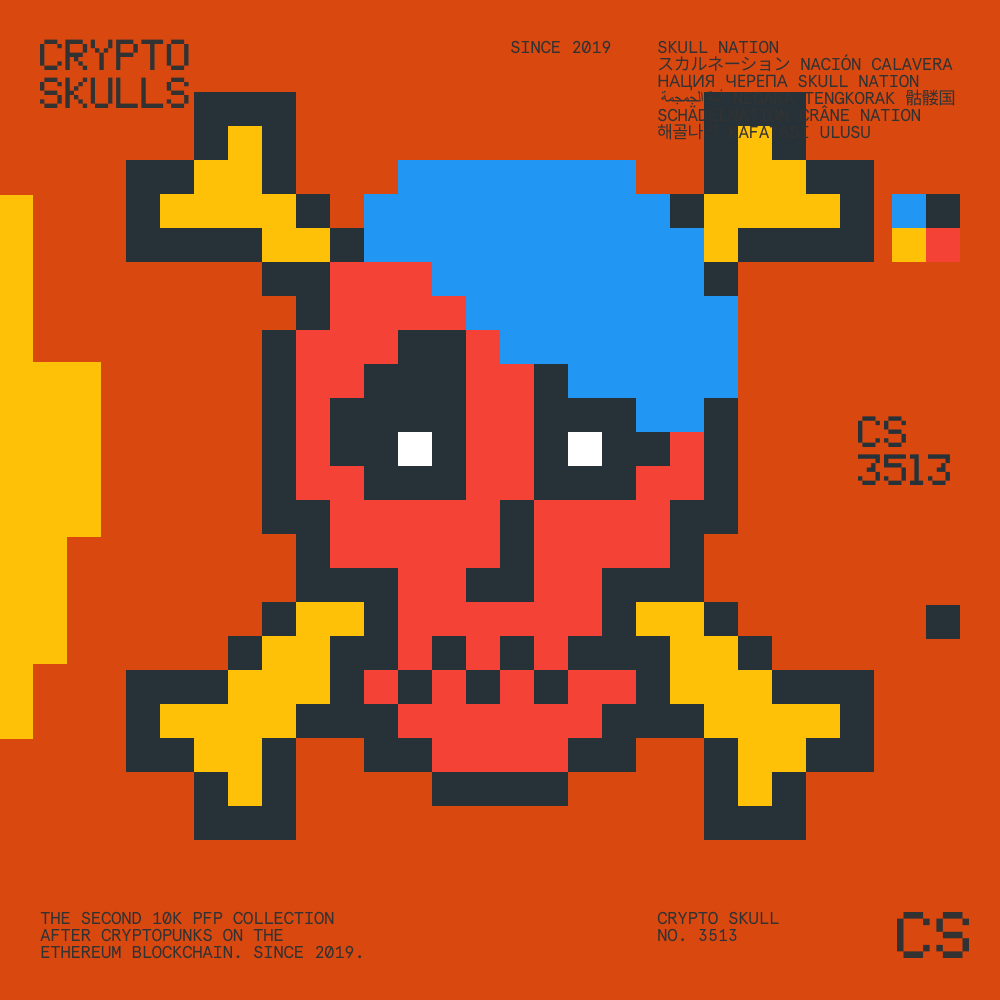 CRYPTO
SKULLS
SINCE 2019
SKULL NATION
スカルネーション NACIÓN CALAVERA
НАЦИЯ ЧЕРЕПА SKULL NATION
TENGKORAK 骷髅国
CRÂNE NATION
ULUSU
CS
3513
THE SECOND 10K PFP COLLECTION
AFTER CRYPTOPUNKS ON THE
ETHEREUM BLOCKCHAIN. SINCE 2019.
CRYPTO SKULL
NO. 3513
CS